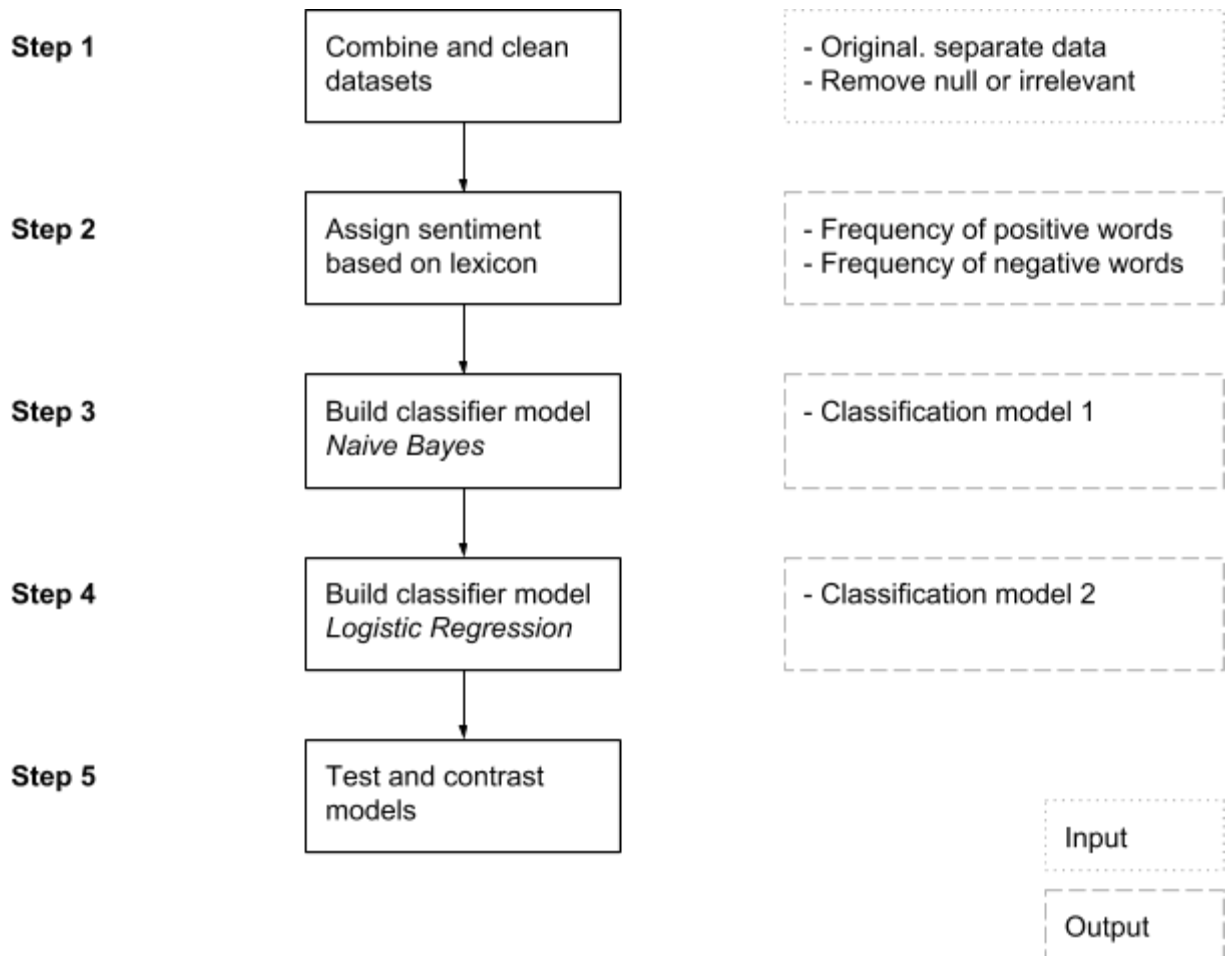 Step 1
Combine and clean
datasets
- Original. separate data
- Remove null or irrelevant
Step 2
Assign sentiment
based on lexicon
- Frequency of positive words
- Frequency of negative words
Step 3
Build classifier model
Naive Bayes
- Classification model 1
Step 4
Build classifier model
Logistic Regression
- Classification model 2
Step 5
Test and contrast
models
Input
Output